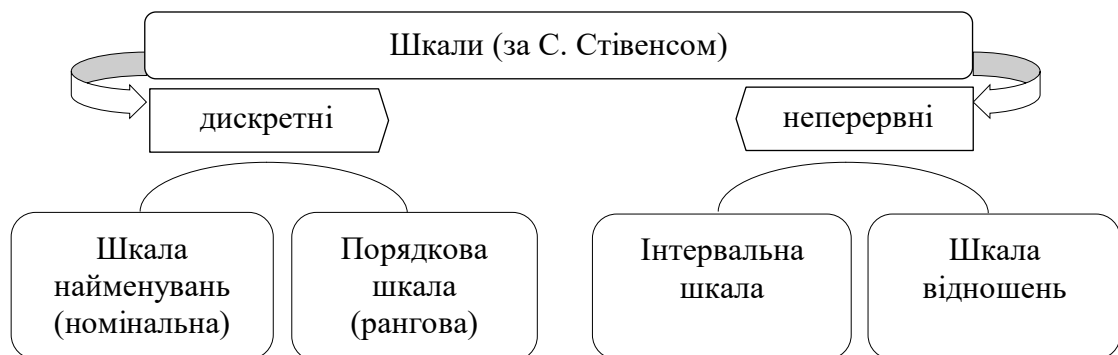 Шкали (за С. Стівенсом)
дискретні
неперервні
Шкала
найменувань
(номінальна)
Порядкова
шкала
(рангова)
Інтервальна
шкала
Шкала
відношень